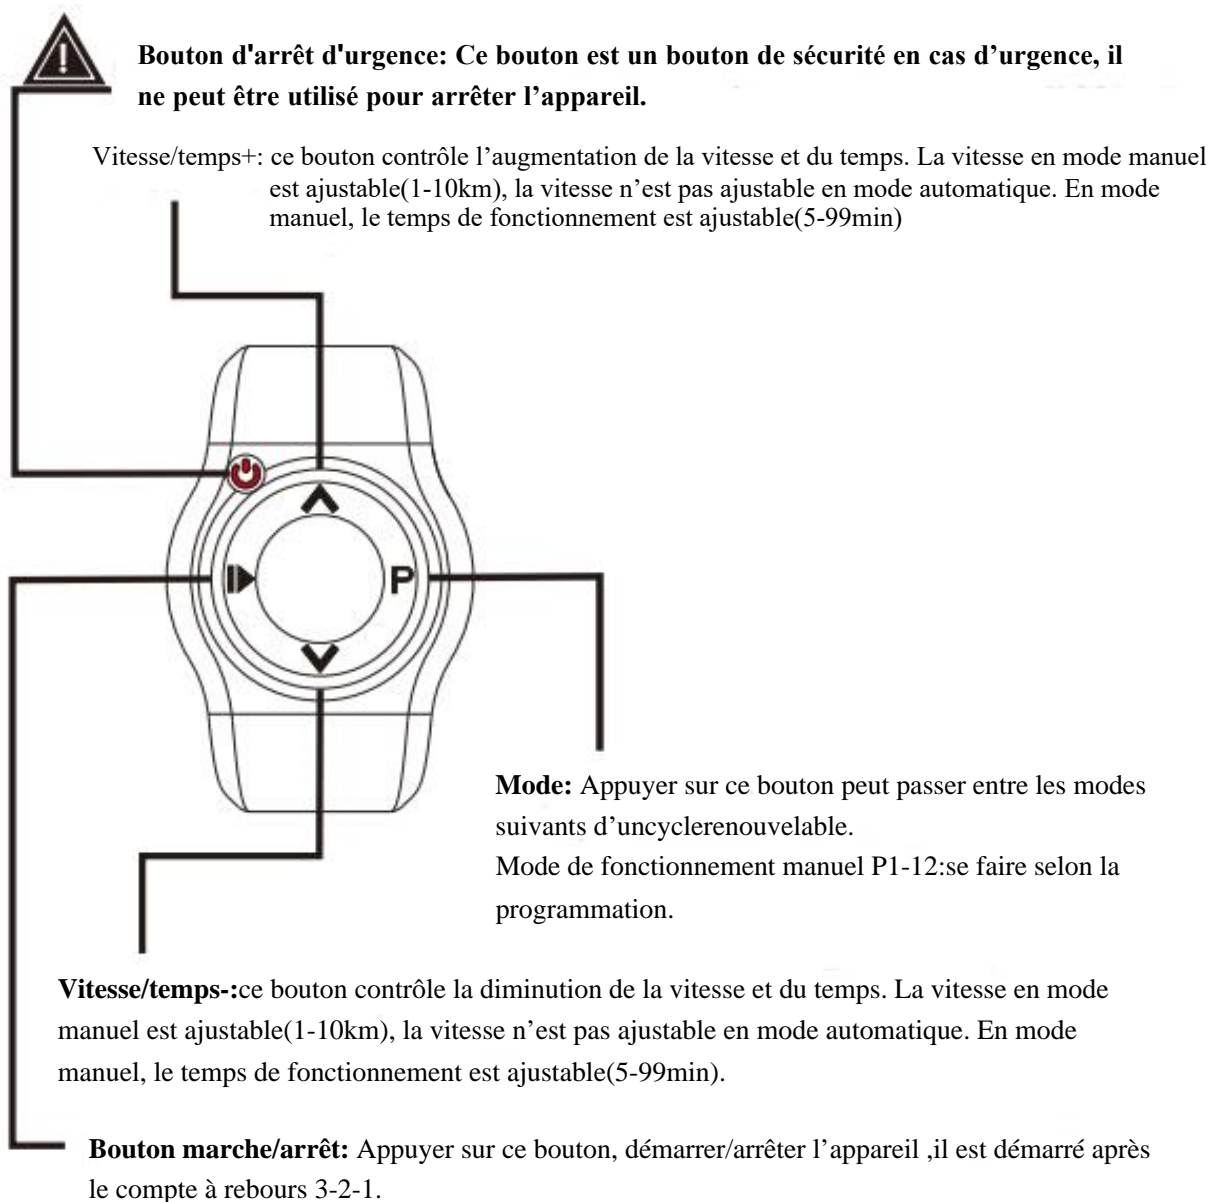 Bouton d'arrêt d'urgence: Ce bouton est un bouton de sécurité en cas d’urgence, il
ne peut être utilisé pour arrêter l’appareil.
Vitesse/temps+: ce bouton contrôle l’augmentation de la vitesse et du temps. La vitesse en mode manuel
est ajustable(1-10km), la vitesse n’est pas ajustable en mode automatique. En mode
manuel, le temps de fonctionnement est ajustable(5-99min)
P
Mode: Appuyer sur ce bouton peut passer entre les modes
suivants d’uncyclerenouvelable.
Mode de fonctionnement manuel P1-12:se faire selon la
programmation.
Vitesse/temps-:ce bouton contrôle la diminution de la vitesse et du temps. La vitesse en mode
manuel est ajustable(1-10km), la vitesse n’est pas ajustable en mode automatique. En mode
manuel, le temps de fonctionnement est ajustable(5-99min).
Bouton marche/arrêt: Appuyer sur ce bouton, démarrer/arrêter l’appareil ,il est démarré après
le compte à rebours 3-2-1.